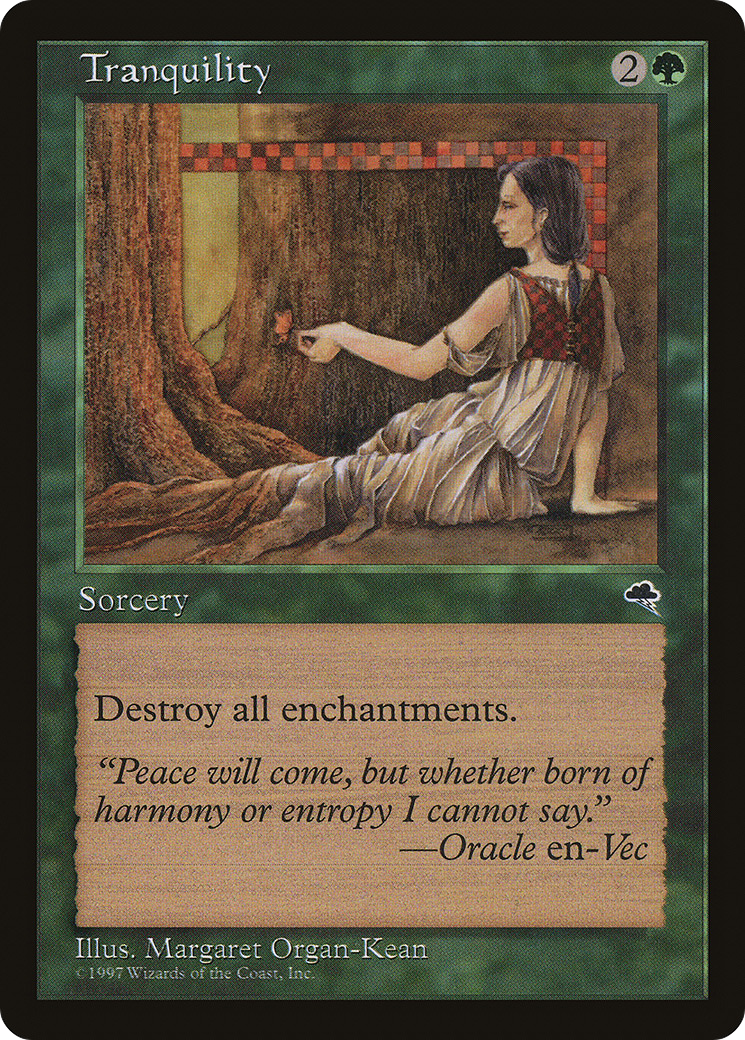 Tranquility 2
Sorcery
Destroy all enchantments.
“Peace will come, but whether born of
harmony or entropy I cannot say.”
—Oracle en-Vec
Illus. Margaret Organ-Kean
©1997 Wizards of the Coast, Inc.